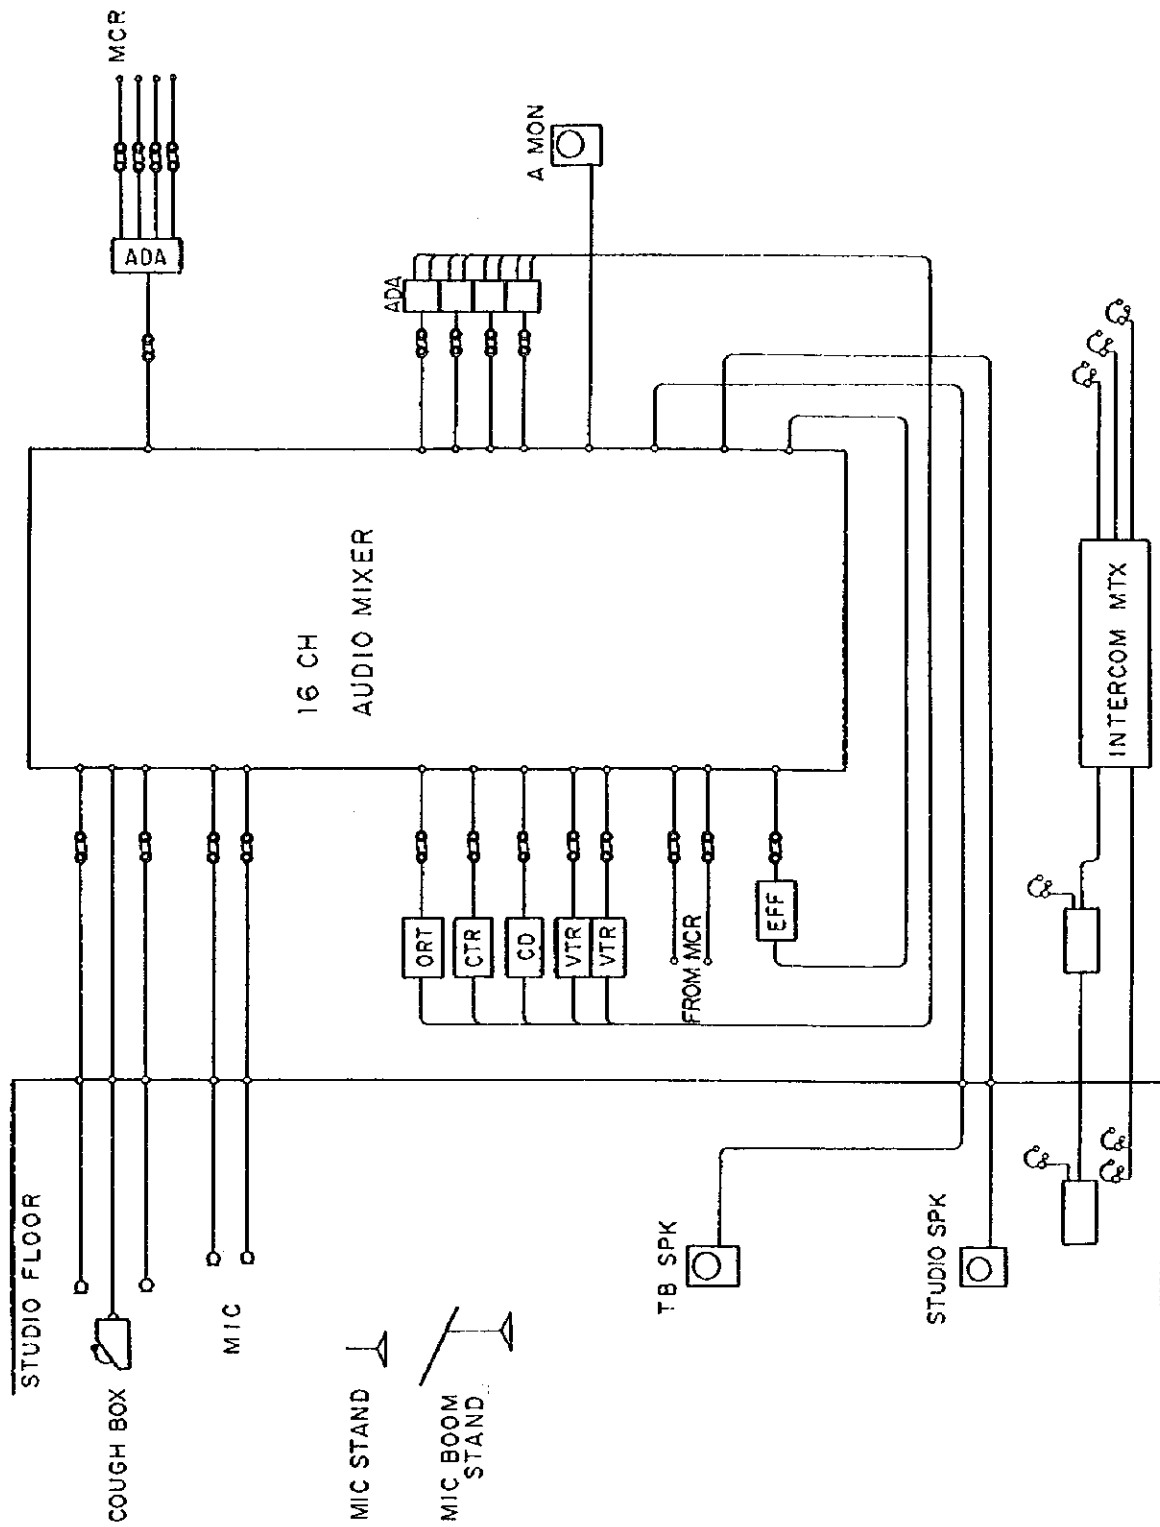 STUDIO FLOOR
COUGH BOX
MIC
MIC STAND
MIC BOOM
STAND
TB SPK
STUDIO SPK
ORT
CTR
CD
VTR
VTR
FROM MCR
EFF
16 CH
AUDIO MIXER
INTERCOM MTX
ADA
MCR
ADA
A MON